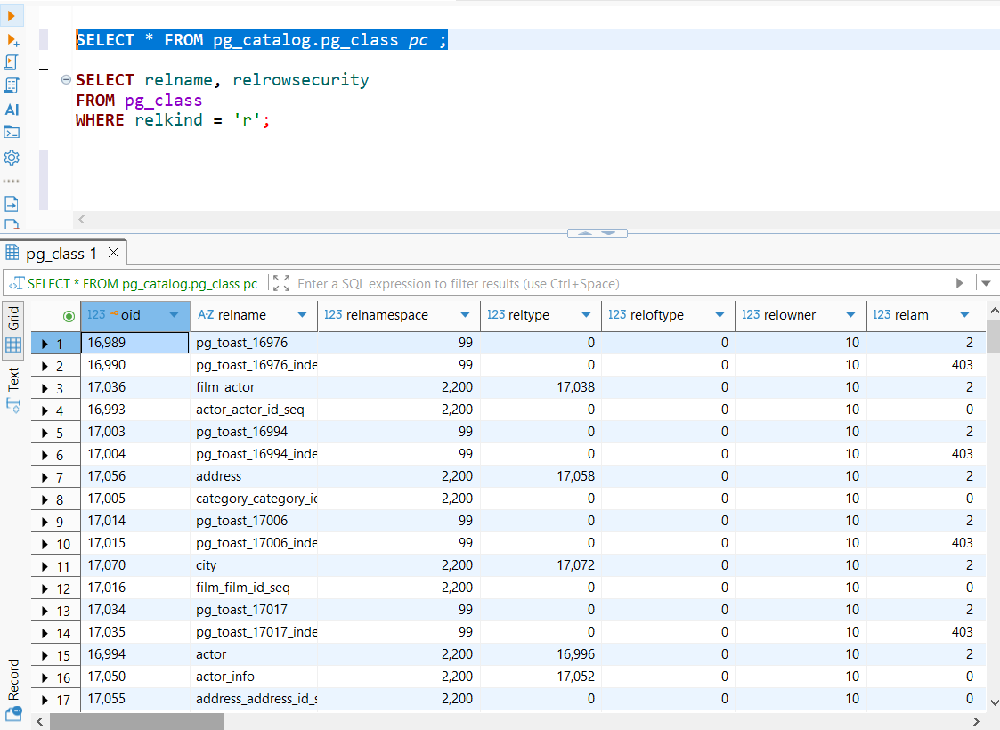 SELECT * FROM pg_catalog.pg_class pc ;
SELECT relname, relrowsecurity
FROM pg_class
WHERE relkind = 'r';
AI
pg_class 1
SELECT * FROM pg_catalog.pg_class pc Enter a SQL expression to filter results (use Ctrl+Space)
Grid
Text
Record
123 oid A-Z relname 123 relnamespace 123 reltype 123 reloftype 123 relowner 123 relam
1 16,989 pg_toast_16976 99 0 0 10 2
2 16,990 pg_toast_16976_inde 99 0 0 10 403
3 17,036 film_actor 2,200 17,038 0 10 2
4 16,993 actor_actor_id_seq 2,200 0 0 10 0
5 17,003 pg_toast_16994 99 0 0 10 2
6 17,004 pg_toast_16994_inde 99 0 0 10 403
7 17,056 address 2,200 17,058 0 10 2
8 17,005 category_category_ic 2,200 0 0 10 0
9 17,014 pg_toast_17006 99 0 0 10 2
10 17,015 pg_toast_17006_inde 99 0 0 10 403
11 17,070 city 2,200 17,072 0 10 2
12 17,016 film_film_id_seq 2,200 0 0 10 0
13 17,034 pg_toast_17017 99 0 0 10 2
14 17,035 pg_toast_17017_inde 99 0 0 10 403
15 16,994 actor 2,200 16,996 0 10 2
16 17,050 actor_info 2,200 17,052 0 10 0
17 17,055 address_address_id_s 2,200 0 0 10 0